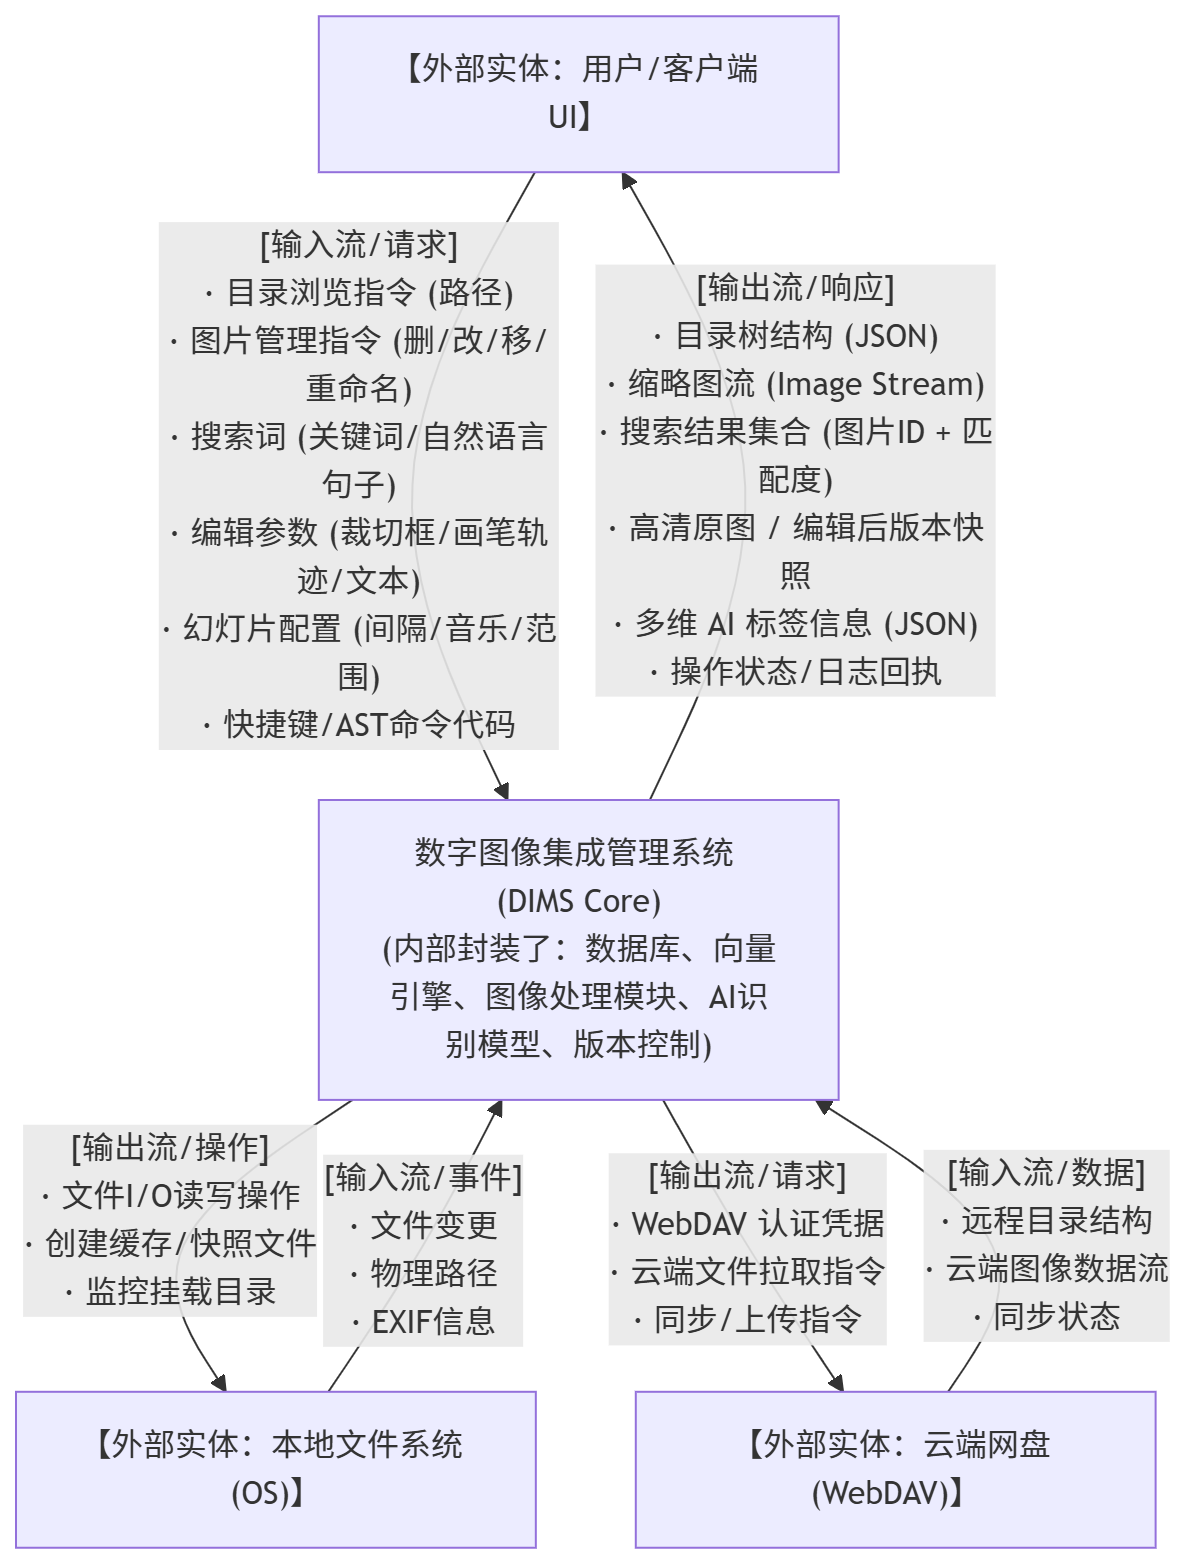 【外部实体：用户/客户端
UI】
[输入流/请求]
· 目录浏览指令 (路径)
· 图片管理指令 (删/改/移/
重命名)
· 搜索词 (关键词/自然语言
句子)
· 编辑参数 (裁切框/画笔轨
迹/文本)
· 幻灯片配置 (间隔/音乐/范
围)
· 快捷键/AST命令代码
[输出流/响应]
· 目录树结构 (JSON)
· 缩略图流 (Image Stream)
· 搜索结果集合 (图片ID + 匹
配度)
· 高清原图 / 编辑后版本快
照
· 多维 AI 标签信息 (JSON)
· 操作状态/日志回执
数字图像集成管理系统
(DIMS Core)
(内部封装了：数据库、向量
引擎、图像处理模块、AI识
别模型、版本控制)
[输出流/操作]
· 文件I/O读写操作
· 创建缓存/快照文件
· 监控挂载目录
[输入流/事件]
· 文件变更
· 物理路径
· EXIF信息
[输出流/请求]
· WebDAV 认证凭据
· 云端文件拉取指令
· 同步/上传指令
[输入流/数据]
· 远程目录结构
· 云端图像数据流
· 同步状态
【外部实体：本地文件系统
(OS)】
【外部实体：云端网盘
(WebDAV)】